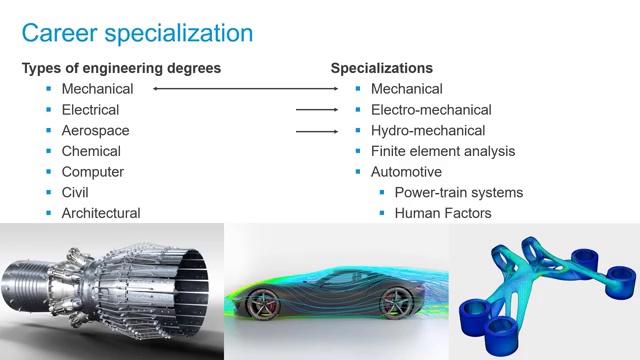 Career specialization
Types of engineering degrees
Mechanical
Electrical
Aerospace
Chemical
Computer
Civil
Architectural
Specializations
Mechanical
Electro-mechanical
Hydro-mechanical
Finite element analysis
Automotive
Power-train systems
Human Factors